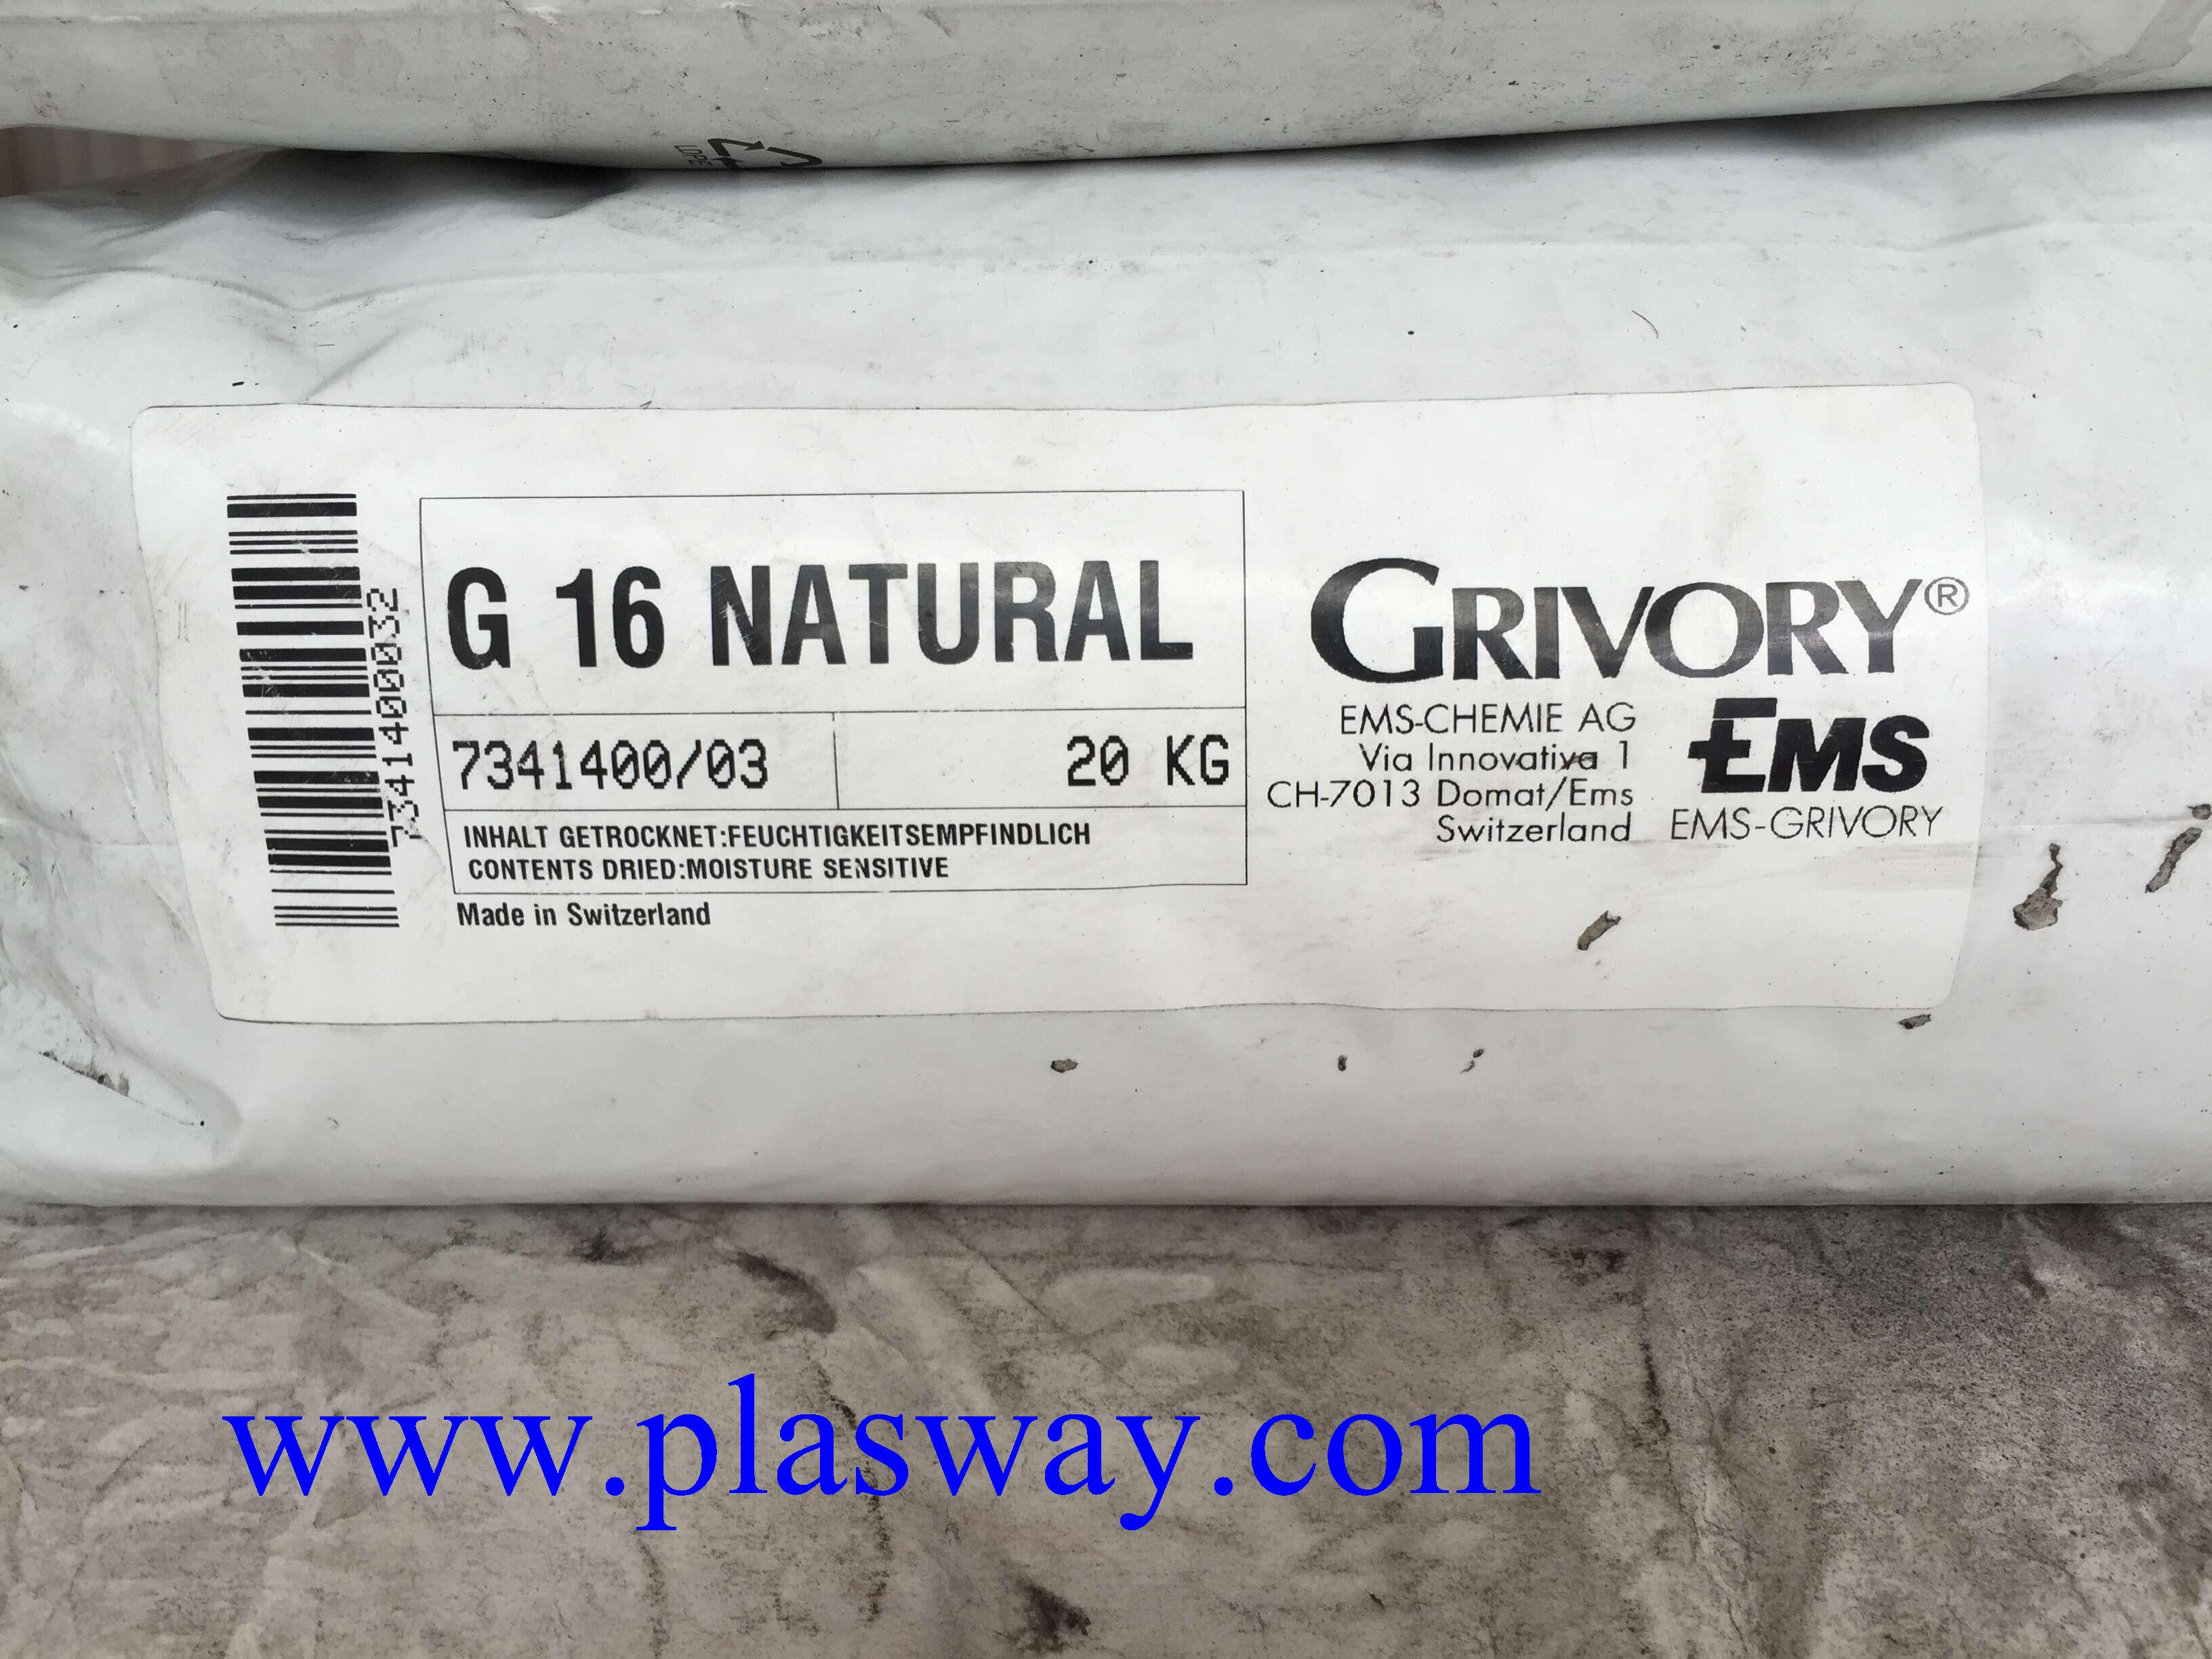 LDPE
7341400032
G 16 NATURAL
7341400/03
20 KG
INHALT GETROCKNET:FEUCHTIGKEITSEMPFINDLICH
CONTENTS DRIED:MOISTURE SENSITIVE
Made in Switzerland
GRIVORY®
EMS-CHEMIE AG
Via Innovativa 1
CH-7013 Domat/Ems
Switzerland
EMS
EMS-GRIVORY
www.plasway.com